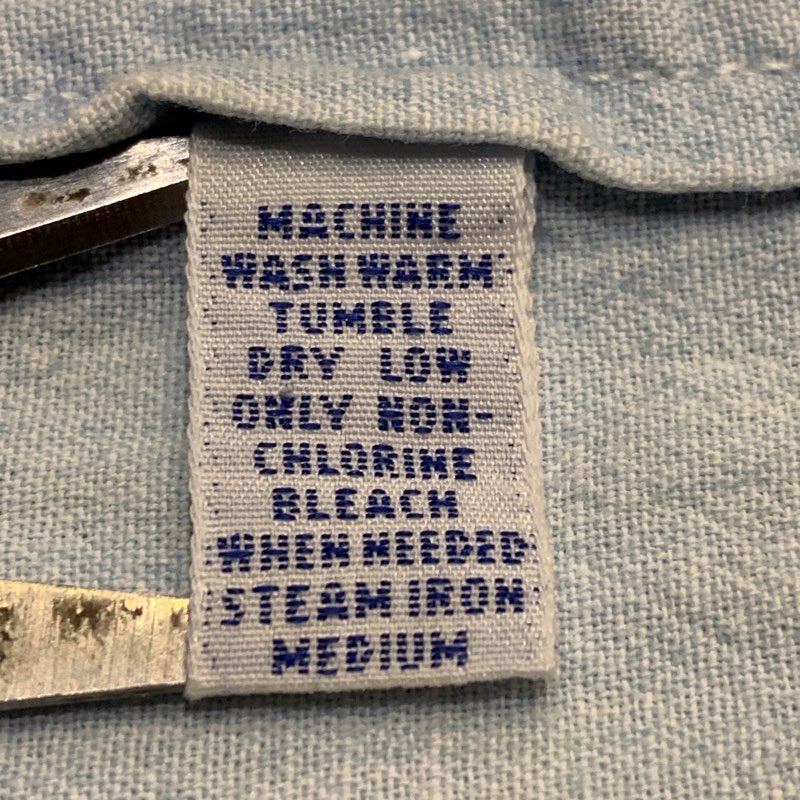 MACHINE
WASH WARM
TUMBLE
DRY LOW
ONLY NON-
CHLORINE
BLEACH
WHEN NEEDED
STEAM IRON
MEDIUM